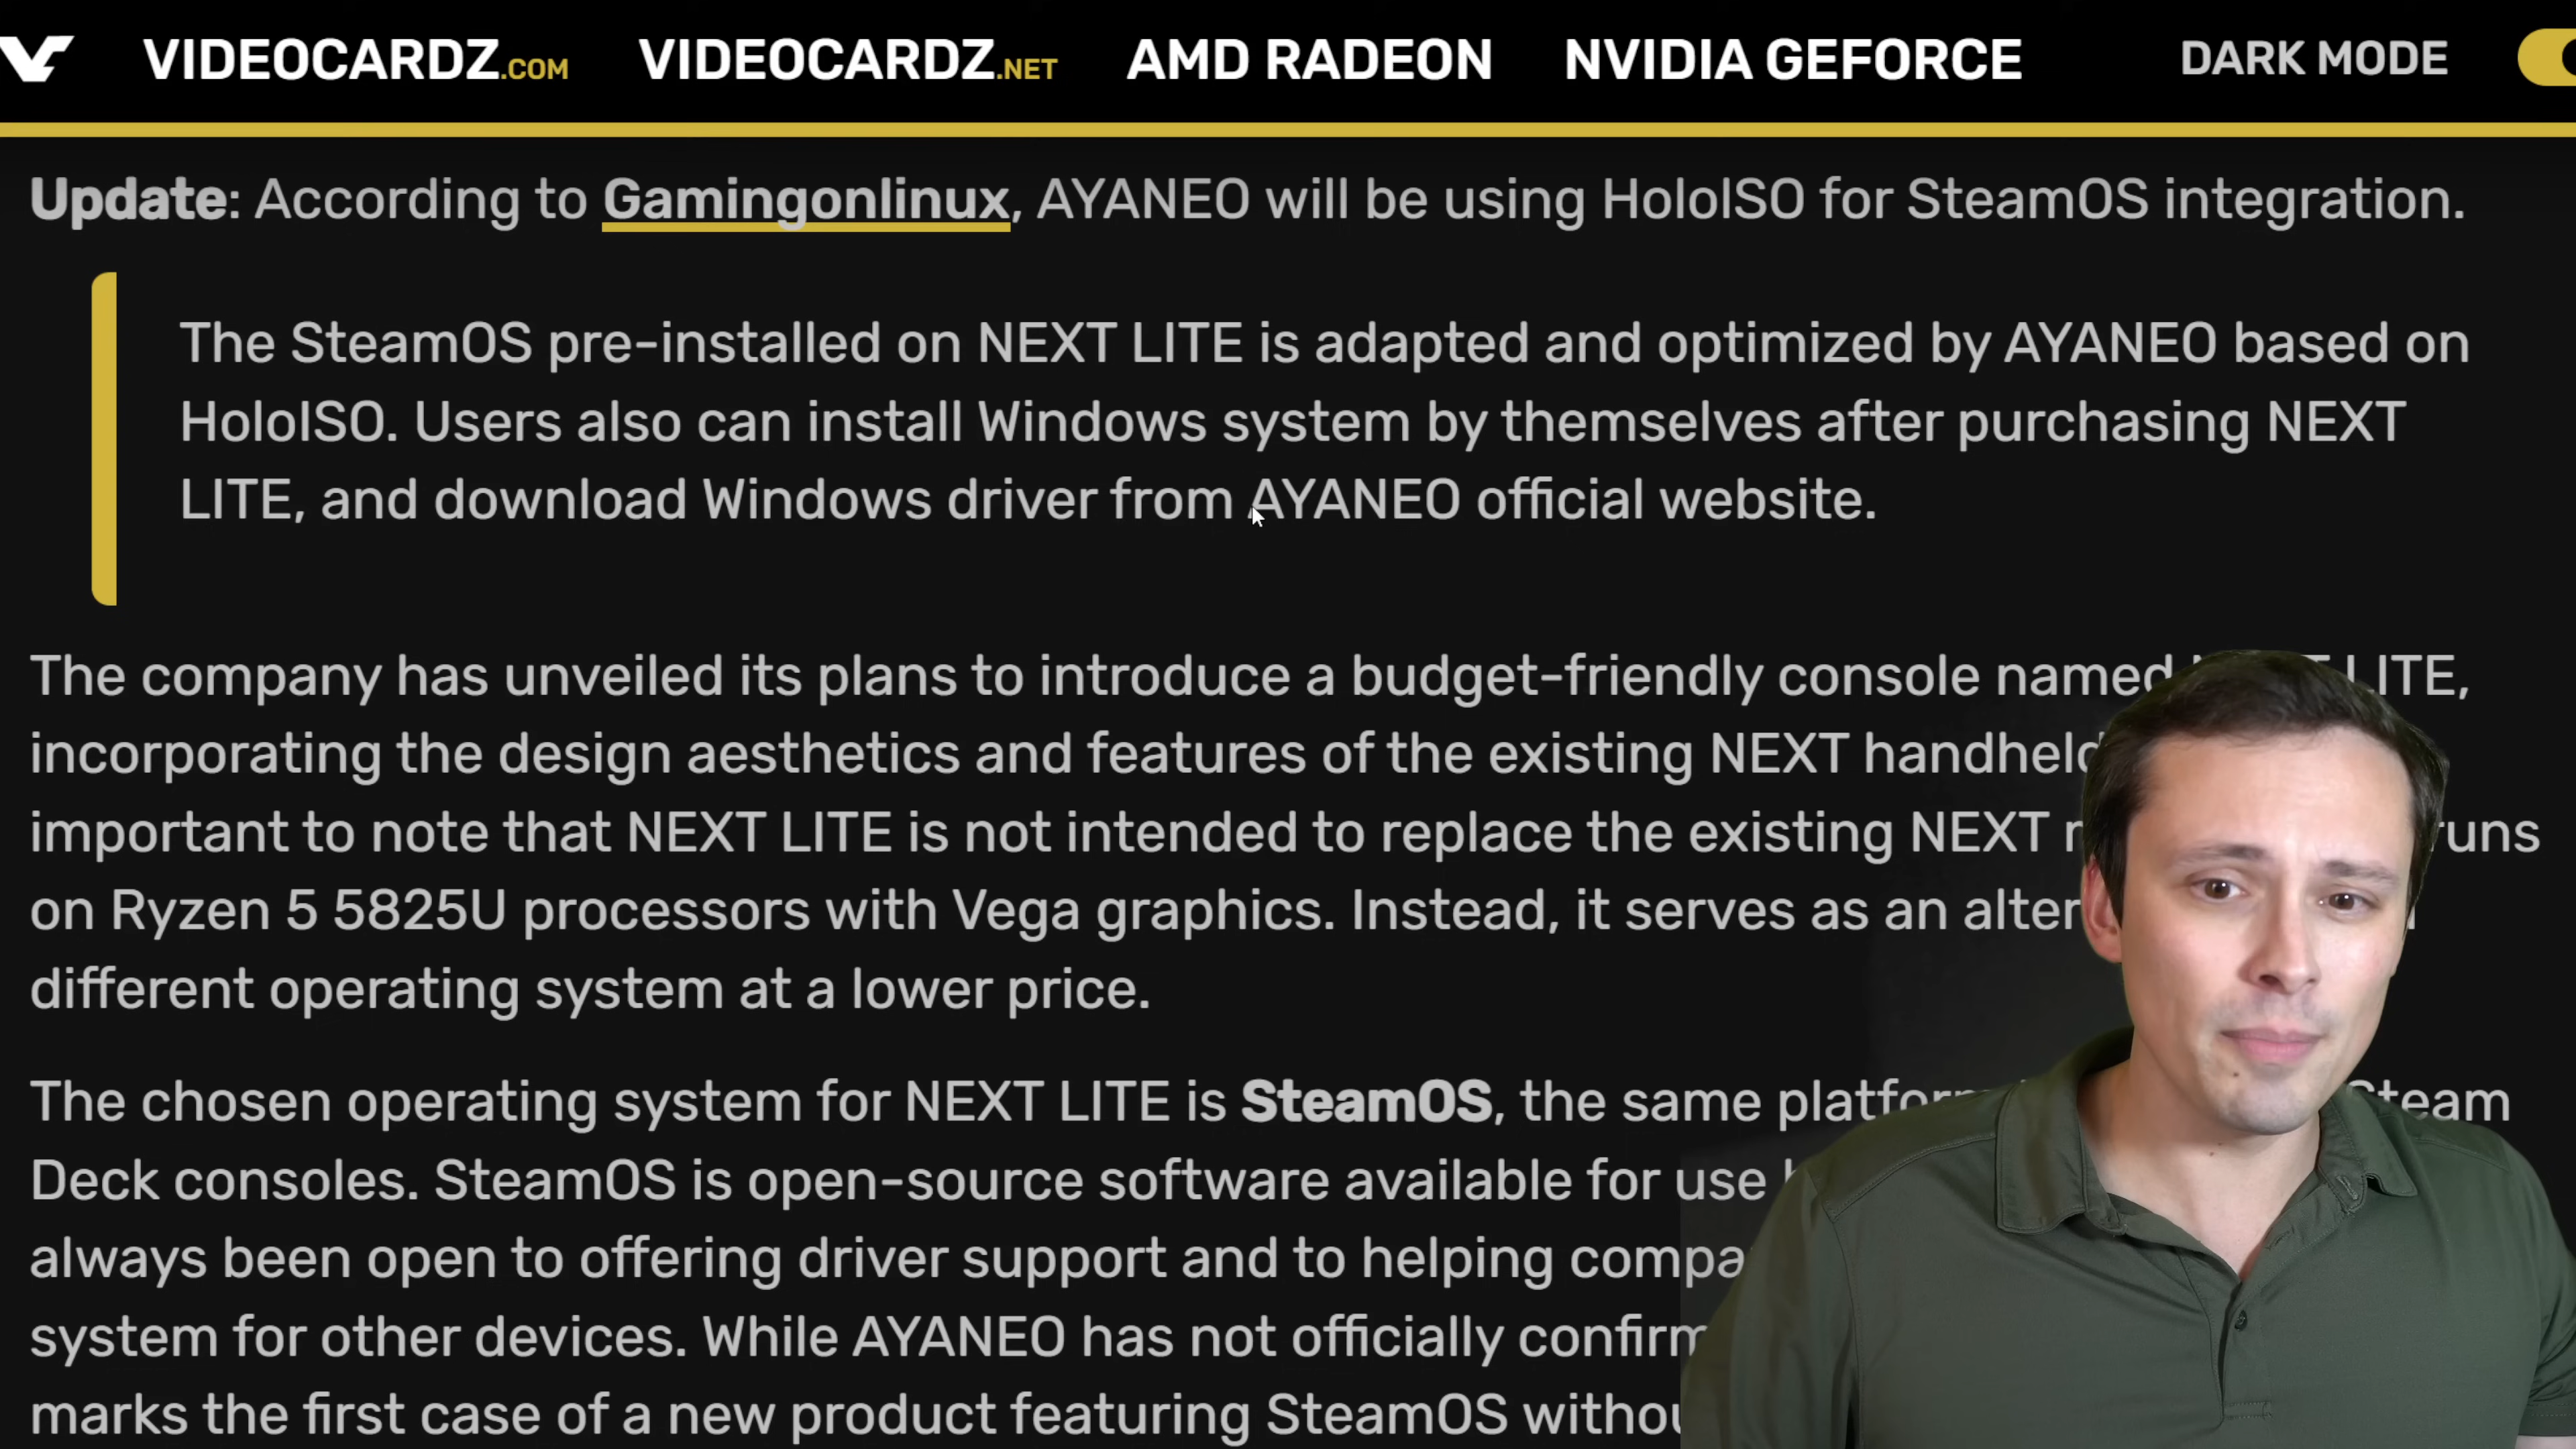 VIDEOCARDZ.COM VIDEOCARDZ.NET AMD RADEON NVIDIA GEFORCE DARK MODE
Update: According to Gamingonlinux, AYANEO will be using HoloISO for SteamOS integration.
The SteamOS pre-installed on NEXT LITE is adapted and optimized by AYANEO based on
HoloISO. Users also can install Windows system by themselves after purchasing NEXT
LITE, and download Windows driver from AYANEO official website.
The company has unveiled its plans to introduce a budget-friendly console named LITE,
incorporating the design aesthetics and features of the existing NEXT handheld
important to note that NEXT LITE is not intended to replace the existing NEXT runs
on Ryzen 5 5825U processors with Vega graphics. Instead, it serves as an
different operating system at a lower price.
The chosen operating system for NEXT LITE is SteamOS, the same Steam
Deck consoles. SteamOS is open-source software available for use
always been open to offering driver support and to helping
system for other devices. While AYANEO has not officially
marks the first case of a new product featuring SteamOS